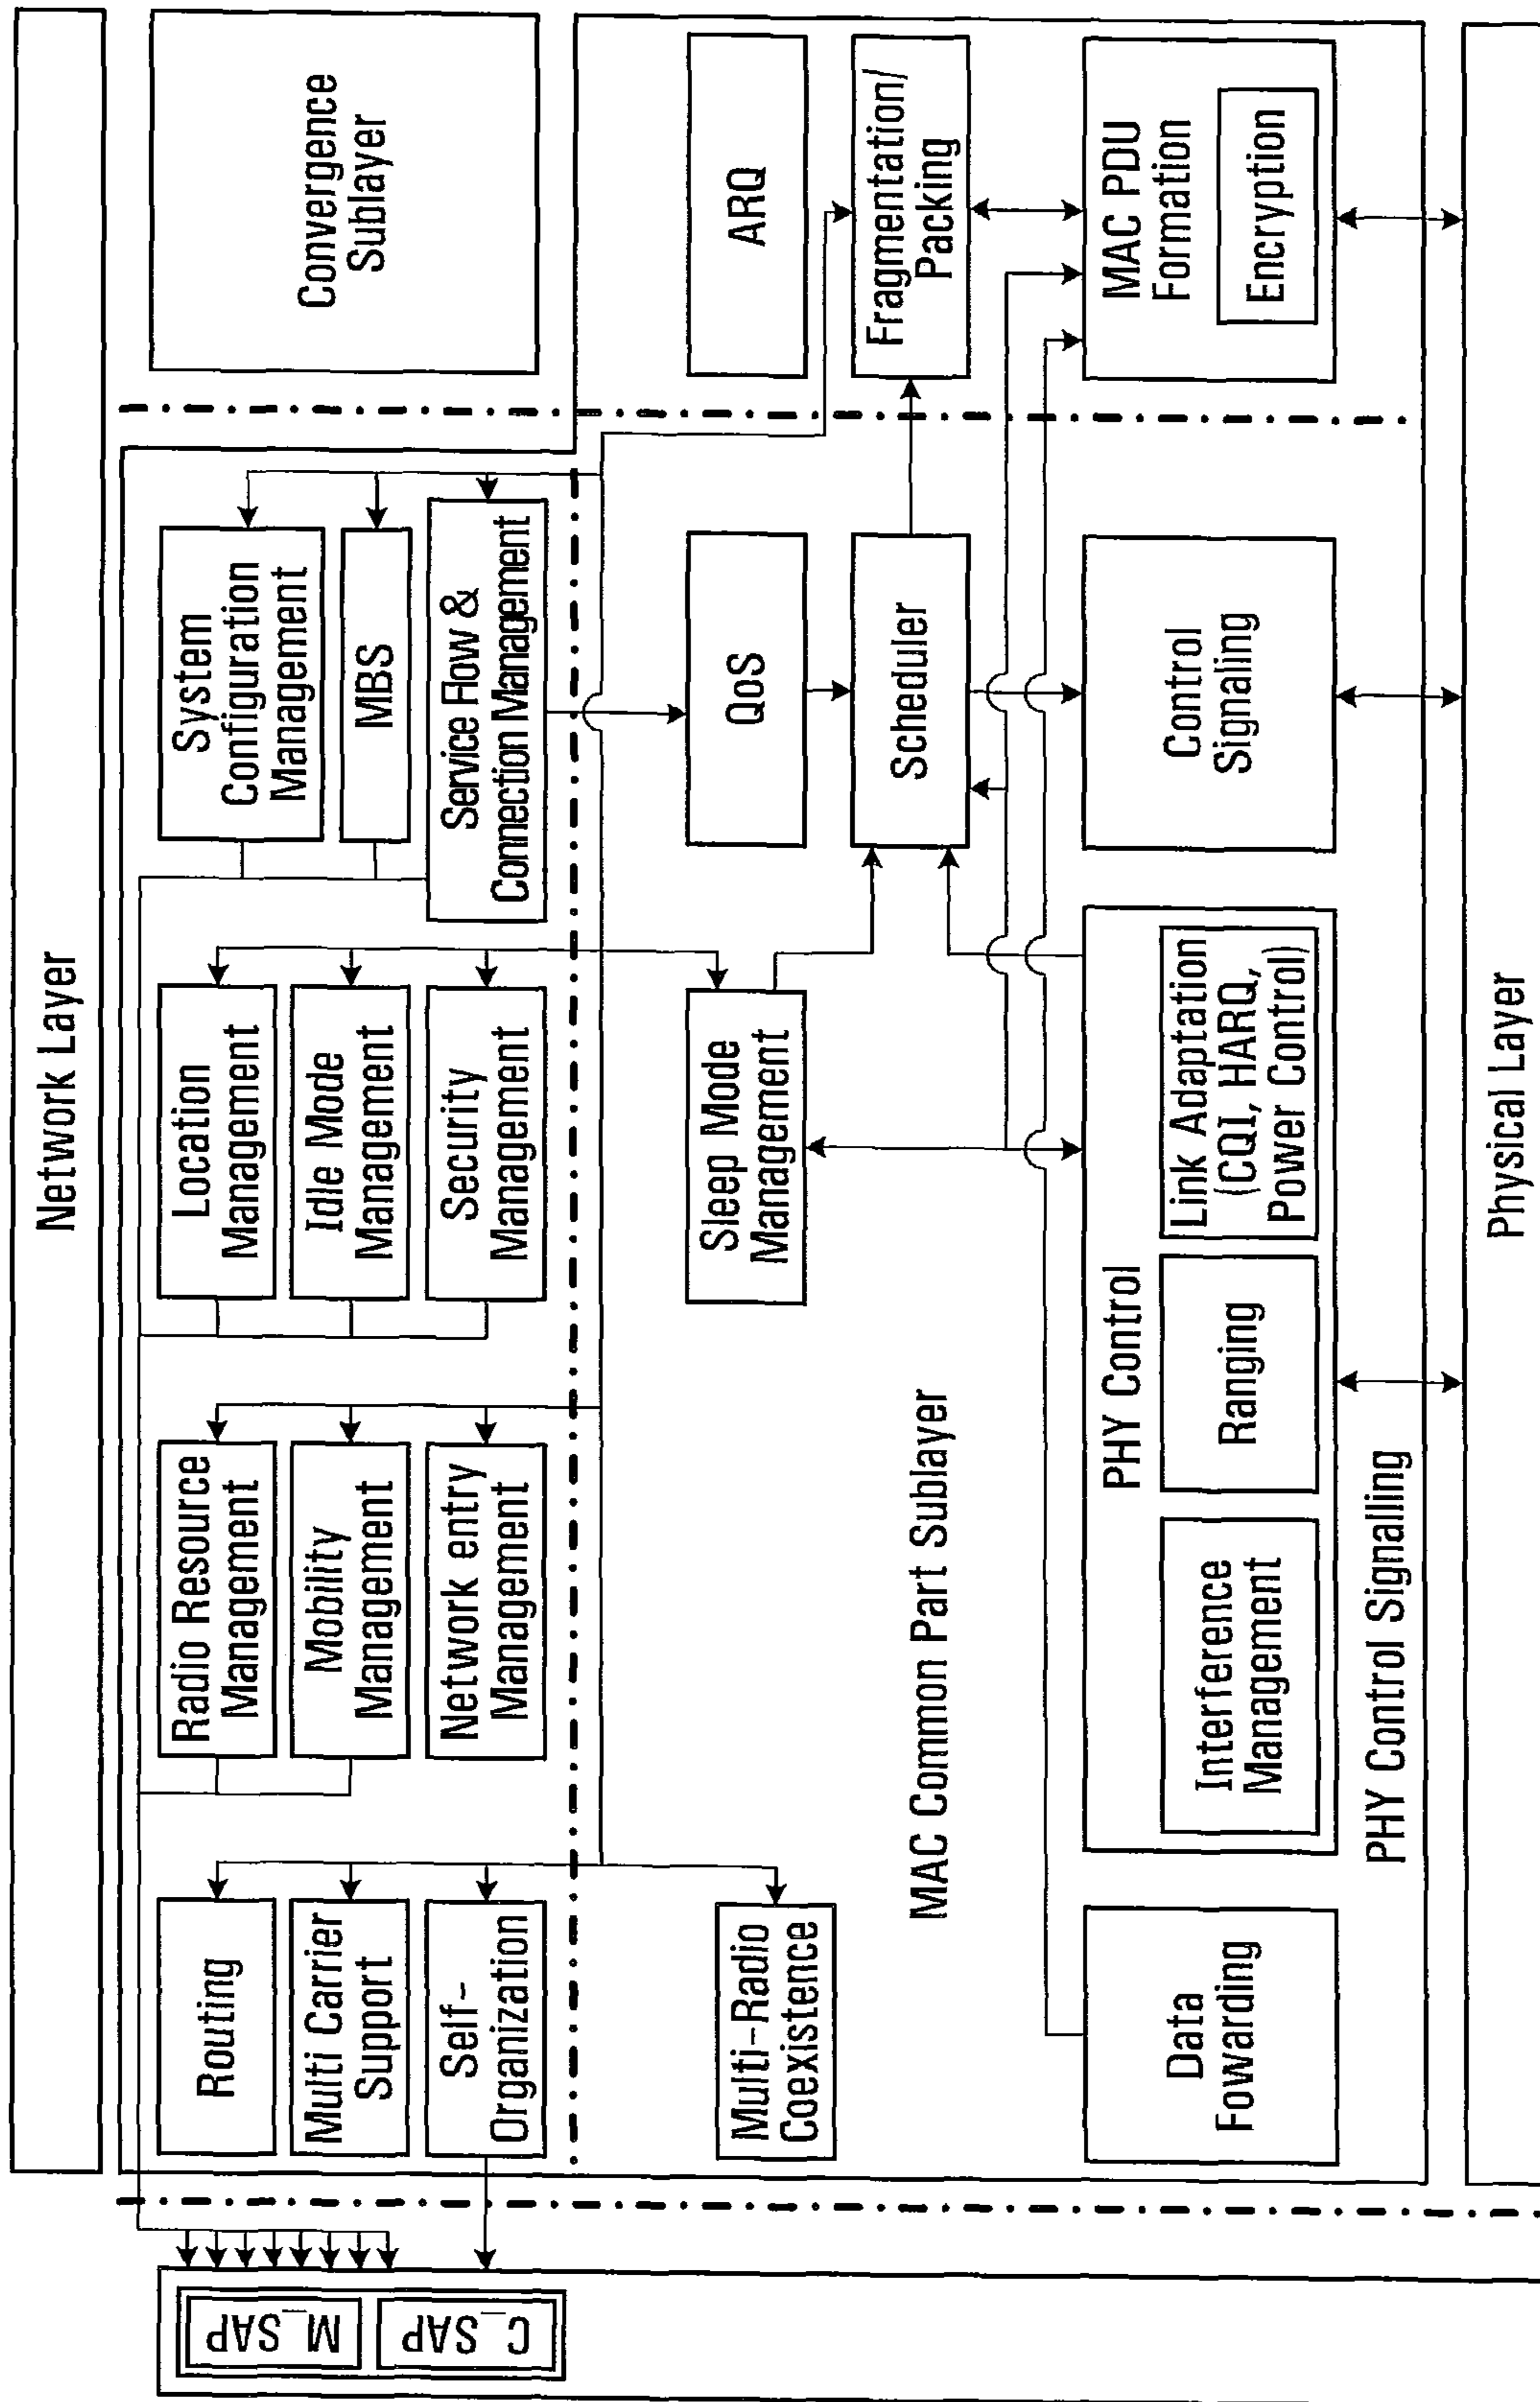 Network Layer
M_SAP
C_SAP
Routing
Multi Carrier
Support
Self-
Organization
Radio Resource
Management
Mobility
Management
Network entry
Management
Location
Management
Idle Mode
Management
Security
Management
System
Configuration
Management
MBS
Service Flow &
Connection Management
Convergence
Sublayer
Multi-Radio
Coexistence
Sleep Mode
Management
QoS
ARQ
MAC Common Part Sublayer
Scheduler
Fragmentation/
Packing
Data
Fowarding
PHY Control
Interference
Management
Ranging
Link Adaptation
(CQI, HARQ,
Power Control)
Control
Signaling
MAC PDU
Formation
Encryption
PHY Control Signalling
Physical Layer